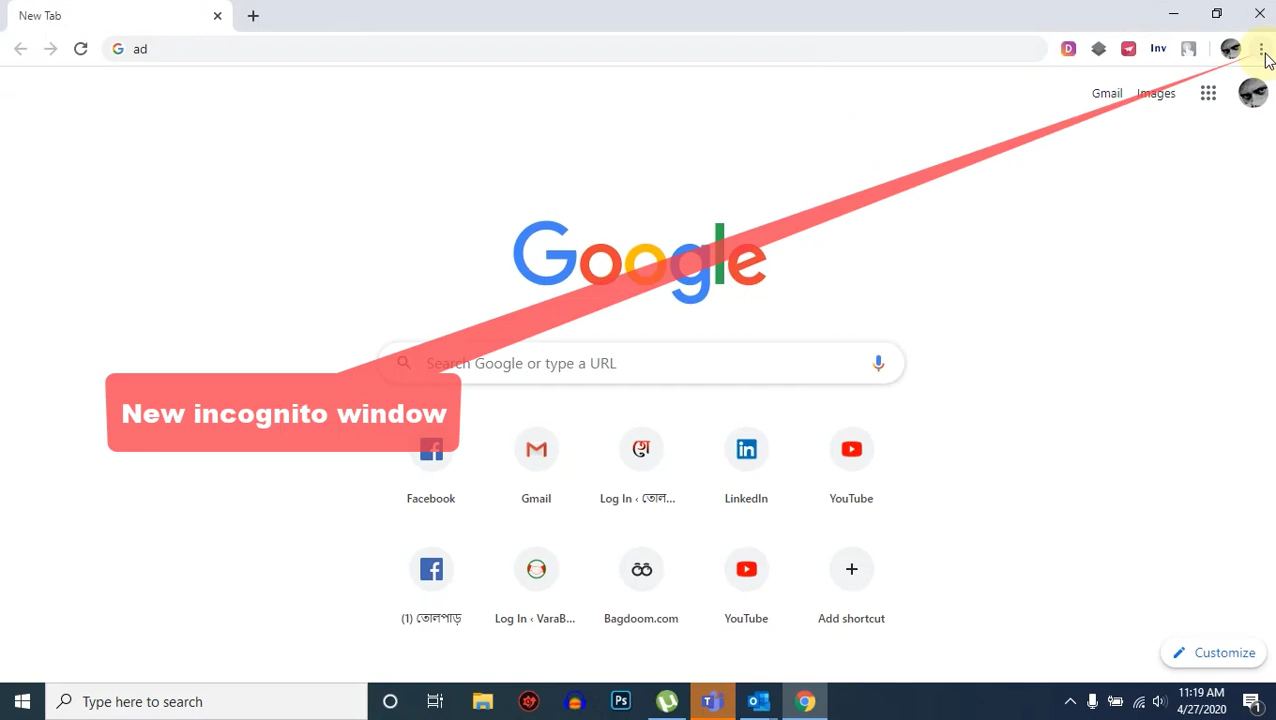 New Tab
ad
Inv
Gmail Images
Google
Search Google or type a URL
New incognito window
Facebook
Gmail
Log In ‹ তোল...
LinkedIn
YouTube
(1) তোলপাড়
Log In ‹ VaraB...
Bagdoom.com
YouTube
Add shortcut
Customize
Type here to search
Ps
11:19 AM
4/27/2020